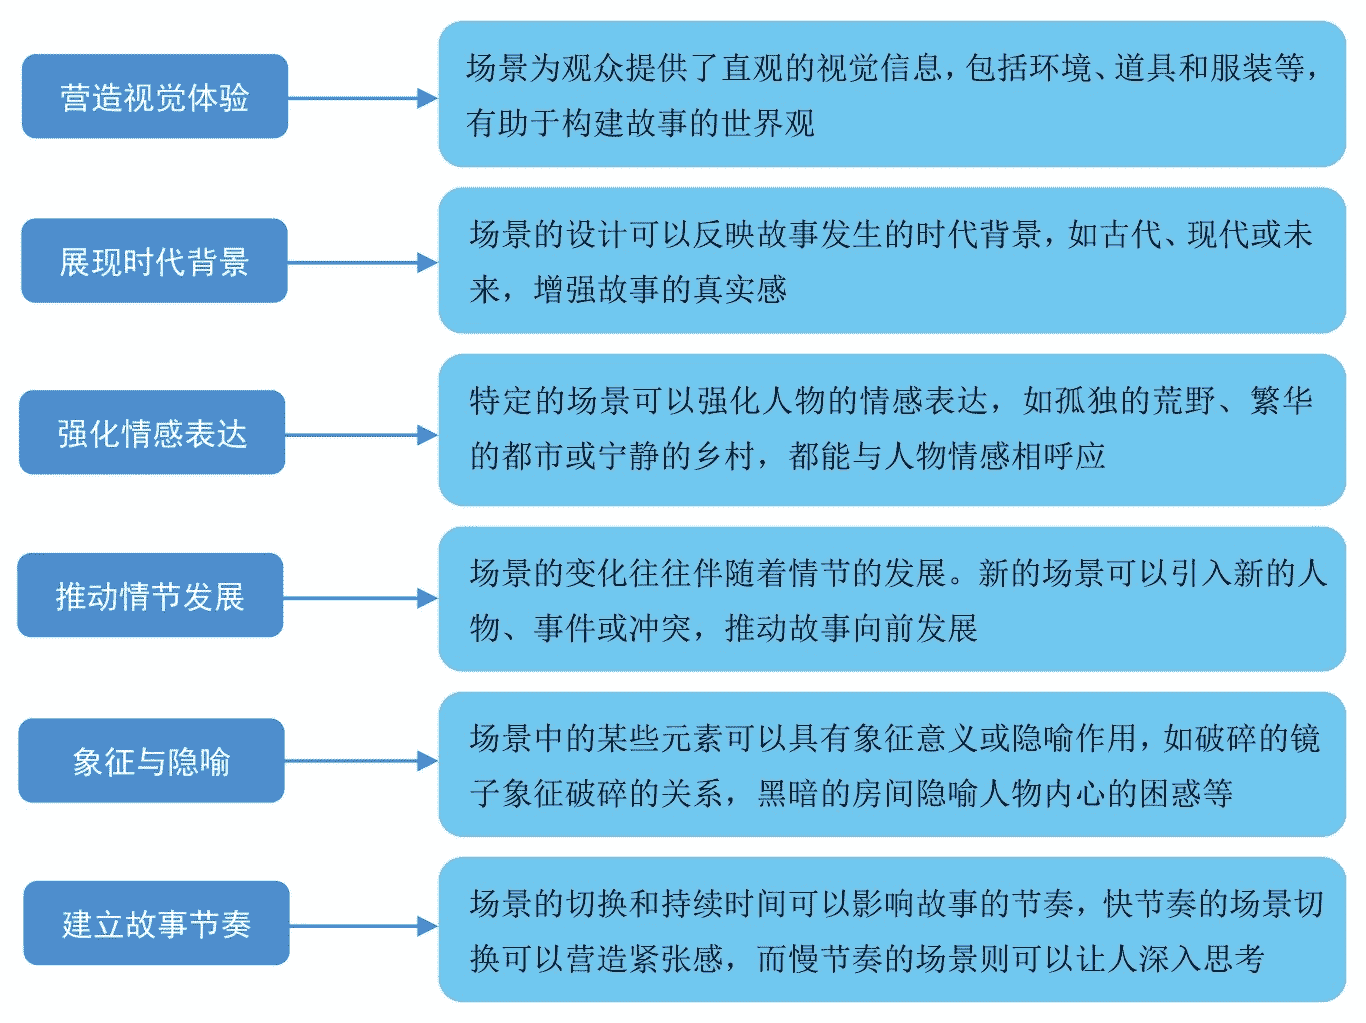 营造视觉体验
场景为观众提供了直观的视觉信息，包括环境、道具和服装等，
有助于构建故事的世界观
展现时代背景
场景的设计可以反映故事发生的时代背景，如古代、现代或未
来，增强故事的真实感
强化情感表达
特定的场景可以强化人物的情感表达，如孤独的荒野、繁华
的都市或宁静的乡村，都能与人物情感相呼应
推动情节发展
场景的变化往往伴随着情节的发展。新的场景可以引入新的人
物、事件或冲突，推动故事向前发展
象征与隐喻
场景中的某些元素可以具有象征意义或隐喻作用，如破碎的镜
子象征破碎的关系，黑暗的房间隐喻人物内心的困惑等
建立故事节奏
场景的切换和持续时间可以影响故事的节奏，快节奏的场景切
换可以营造紧张感，而慢节奏的场景则可以让人深入思考